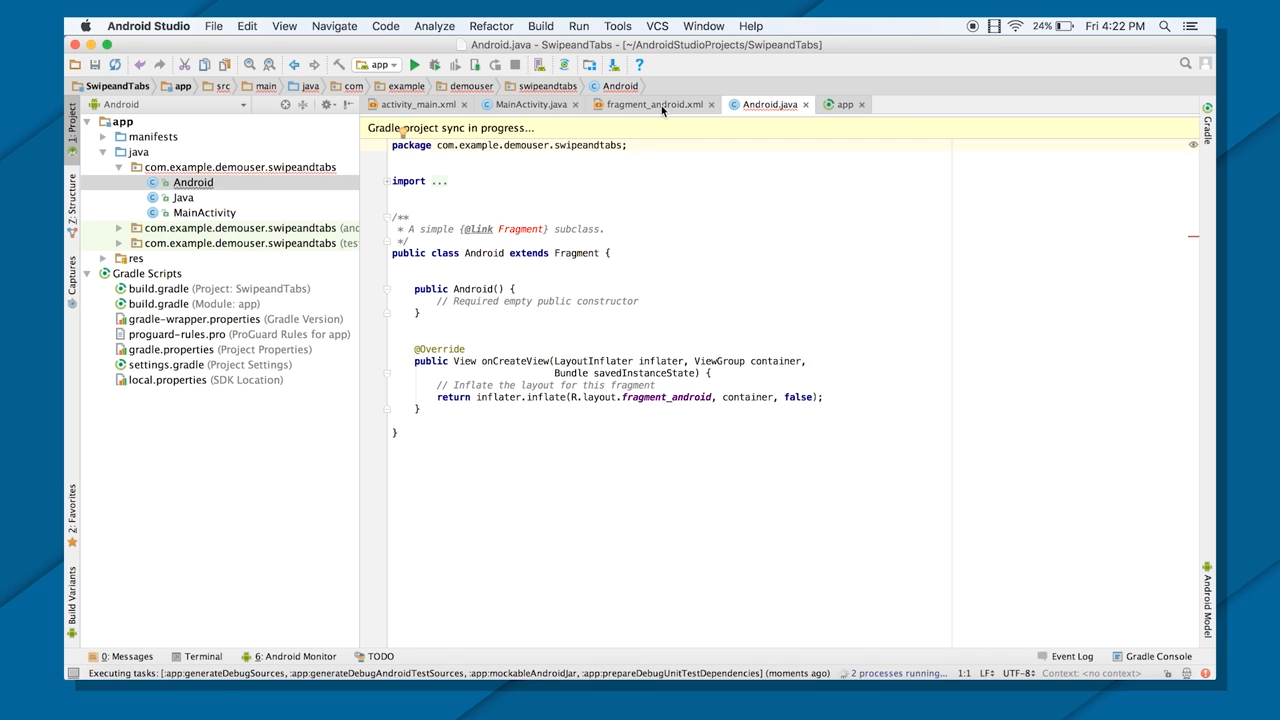 Android Studio File Edit View Navigate Code Analyze Refactor Build Run Tools VCS Window Help 24% Fri 4:22 PM
Android.java - SwipeandTabs - [~/AndroidStudioProjects/SwipeandTabs]
app
SwipeandTabs app src main java com example demouser swipeandtabs Android
Android
activity_main.xml MainActivity.java fragment_android.xml Android.java app
1: Project
Z: Structure
Captures
2: Favorites
Build Variants
app
manifests
java
com.example.demouser.swipeandtabs
Android
Java
MainActivity
com.example.demouser.swipeandtabs (and
com.example.demouser.swipeandtabs (tes
res
Gradle Scripts
build.gradle (Project: SwipeandTabs)
build.gradle (Module: app)
gradle-wrapper.properties (Gradle Version)
proguard-rules.pro (ProGuard Rules for app)
gradle.properties (Project Properties)
settings.gradle (Project Settings)
local.properties (SDK Location)
Gradle project sync in progress...
package com.example.demouser.swipeandtabs;
import ...
/**
* A simple {@link Fragment} subclass.
*/
public class Android extends Fragment {
public Android() {
// Required empty public constructor
}
@Override
public View onCreateView(LayoutInflater inflater, ViewGroup container,
Bundle savedInstanceState) {
// Inflate the layout for this fragment
return inflater.inflate(R.layout.fragment_android, container, false);
}
}
Gradle
Android Model
0: Messages Terminal 6: Android Monitor TODO Event Log Gradle Console
Executing tasks: [:app:generateDebugSources, :app:generateDebugAndroidTestSources, :app:mockableAndroidJar, :app:prepareDebugUnitTestDependencies] (moments ago) 2 processes running... 1:1 LF÷ UTF-8÷ Context: <no context>